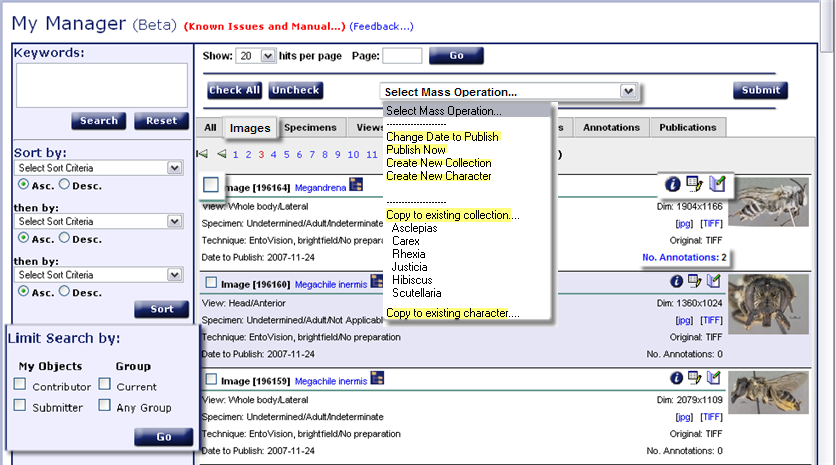 My Manager (Beta) (Known Issues and Manual...) (Feedback...)
Keywords:
Search Reset
Sort by:
Select Sort Criteria
Asc. Desc.
then by:
Select Sort Criteria
Asc. Desc.
then by:
Select Sort Criteria
Asc. Desc.
Sort
Limit Search by:
My Objects Group
Contributor Current
Submitter Any Group
Go
Show: 20 hits per page Page: Go
Check All UnCheck Select Mass Operation... Submit
Select Mass Operation...
--------------------
Change Date to Publish
Publish Now
Create New Collection
Create New Character
--------------------
Copy to existing collection....
Asclepias
Carex
Rhexia
Justicia
Hibiscus
Scutellaria
Copy to existing character....
All Images Specimens Views Annotations Publications
1 2 3 4 5 6 7 8 9 10 11
Image [196164] Megandrena
View: Whole body/Lateral
Specimen: Undetermined/Adult/Indeterminate
Technique: EntoVision, brightfield/No preparation
Date to Publish: 2007-11-24
Dim: 1904x1166
[jpg] [TIFF]
Original: TIFF
No. Annotations: 2
Image [196160] Megachile inermis
View: Head/Anterior
Specimen: Undetermined/Adult/Not Applicable
Technique: EntoVision, brightfield/No preparation
Date to Publish: 2007-11-24
Dim: 1360x1024
[jpg] [TIFF]
Original: TIFF
No. Annotations: 0
Image [196159] Megachile inermis
View: Whole body/Lateral
Specimen: Undetermined/Adult/Indeterminate
Technique: EntoVision, brightfield/No preparation
Date to Publish: 2007-11-24
Dim: 2079x1109
[jpg] [TIFF]
Original: TIFF
No. Annotations: 0